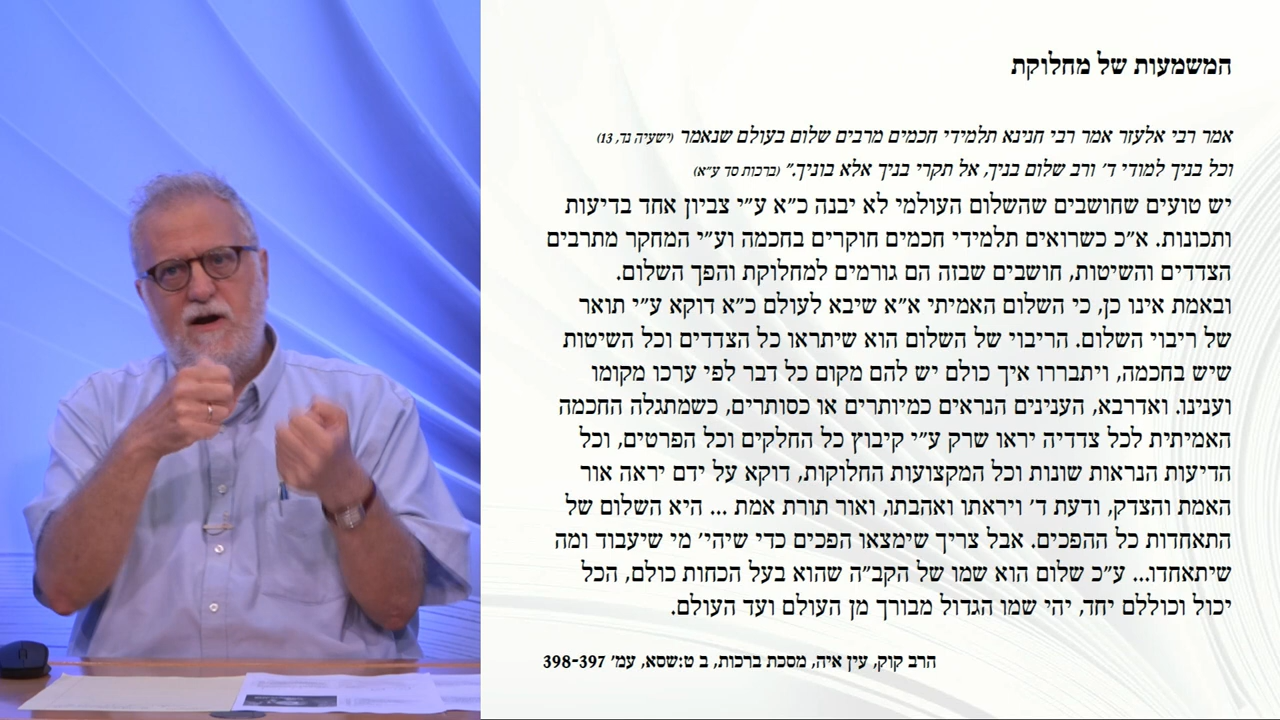 המשמעות של מחלוקת
אמר רבי אלעזר אמר רבי חנינא תלמידי חכמים מרבים שלום בעולם שנאמר (ישעיה נד, 13)
וכל בניך למודי ד׳ ורב שלום בניך, אל תקרי בניך אלא בוניך.״ (ברכות סד ע״א)
יש טועים שחושבים שהשלום העולמי לא יבנה כ״א ע״י צביון אחד בדיעות
ותכונות. א״כ כשרואים תלמידי חכמים חוקרים בחכמה וע״י המחקר מתרבים
הצדדים והשיטות, חושבים שבזה הם גורמים למחלוקת והפך השלום.
ובאמת אינו כן, כי השלום האמיתי א״א שיבא לעולם כ״א דוקא ע״י תואר
של ריבוי השלום. הריבוי של השלום הוא שיתראו כל הצדדים וכל השיטות
שיש בחכמה, ויתבררו איך כולם יש להם מקום כל דבר לפי ערכו מקומו
וענינו. ואדרבא, הענינים הנראים כמיותרים או כסותרים, כשמתגלה החכמה
האמיתית לכל צדדיה יראו שרק ע״י קיבוץ כל החלקים וכל הפרטים, וכל
הדיעות הנראות שונות וכל המקצועות החלוקות, דוקא על ידם יראה אור
האמת והצדק, ודעת ד׳ ויראתו ואהבתו, ואור תורת אמת ... היא השלום של
התאחדות כל ההפכים. אבל צריך שימצאו הפכים כדי שיהי׳ מי שיעבוד ומה
שיתאחדו... ע״כ שלום הוא שמו של הקב״ה שהוא בעל הכחות כולם, הכל
יכול וכוללם יחד, יהי שמו הגדול מבורך מן העולם ועד העולם.
הרב קוק, עין איה, מסכת ברכות, ב ט:שסא, עמ׳ 398-397